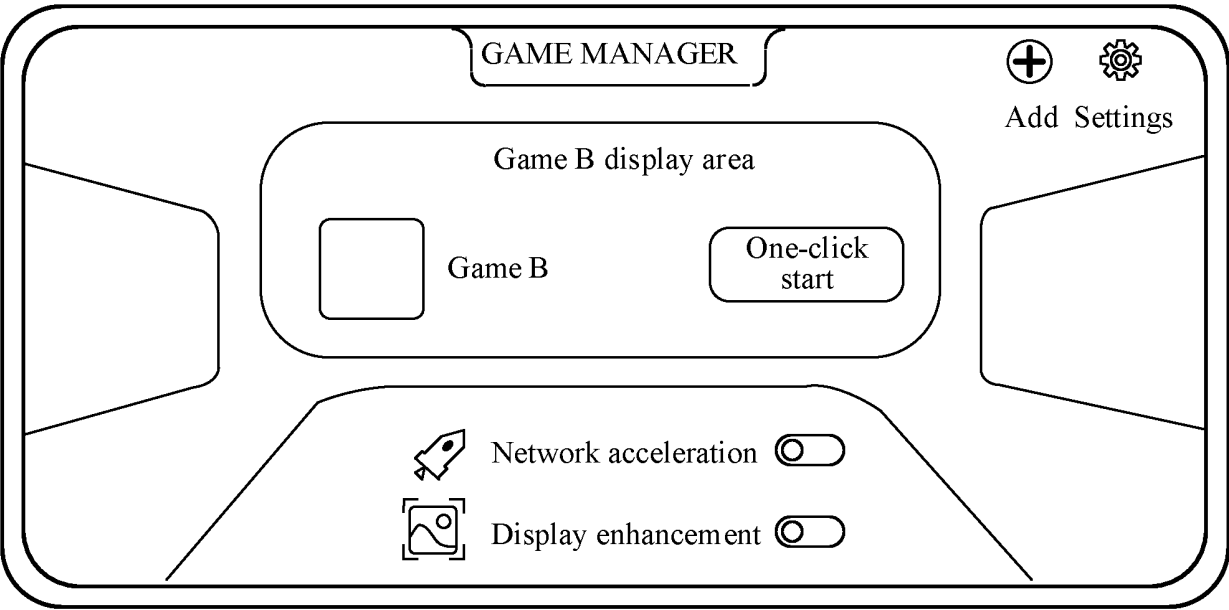 GAME MANAGER
Add Settings
Game B display area
Game B
One-click
start
Network acceleration
Display enhancement